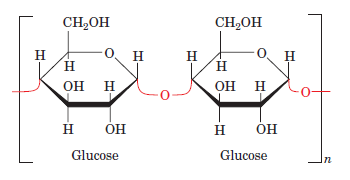 CH₂OH CH₂OH
H O H H O H
H H
OH H OH H
O O
H OH H OH
Glucose Glucose
n